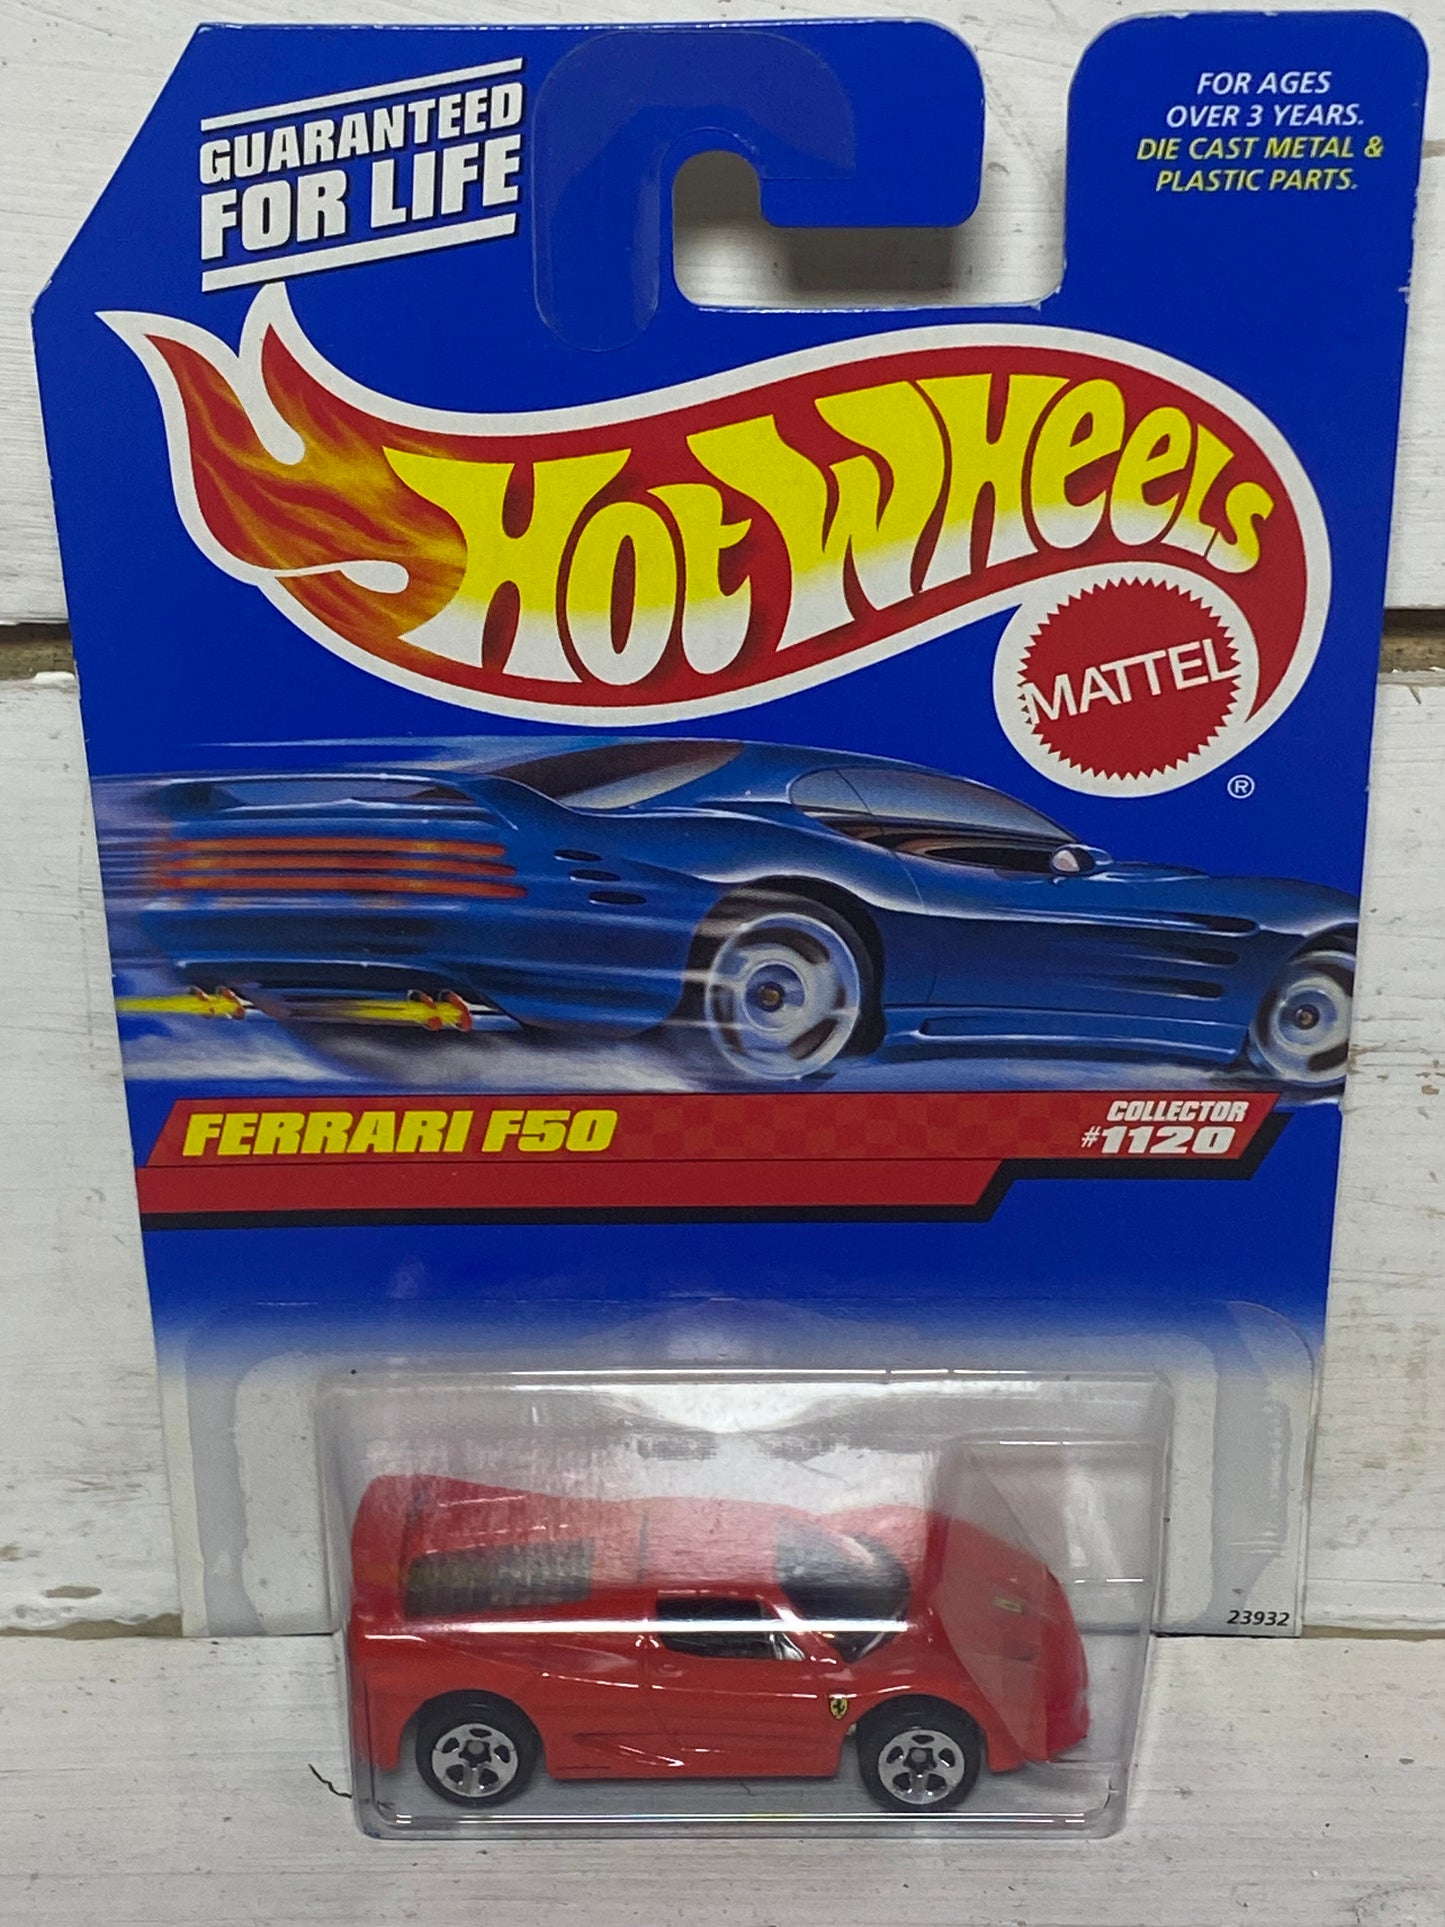 GUARANTEED
FOR LIFE
FOR AGES
OVER 3 YEARS.
DIE CAST METAL &
PLASTIC PARTS.
HOT WHEELS
MATTEL
®
FERRARI F50
COLLECTOR
#1120
23932